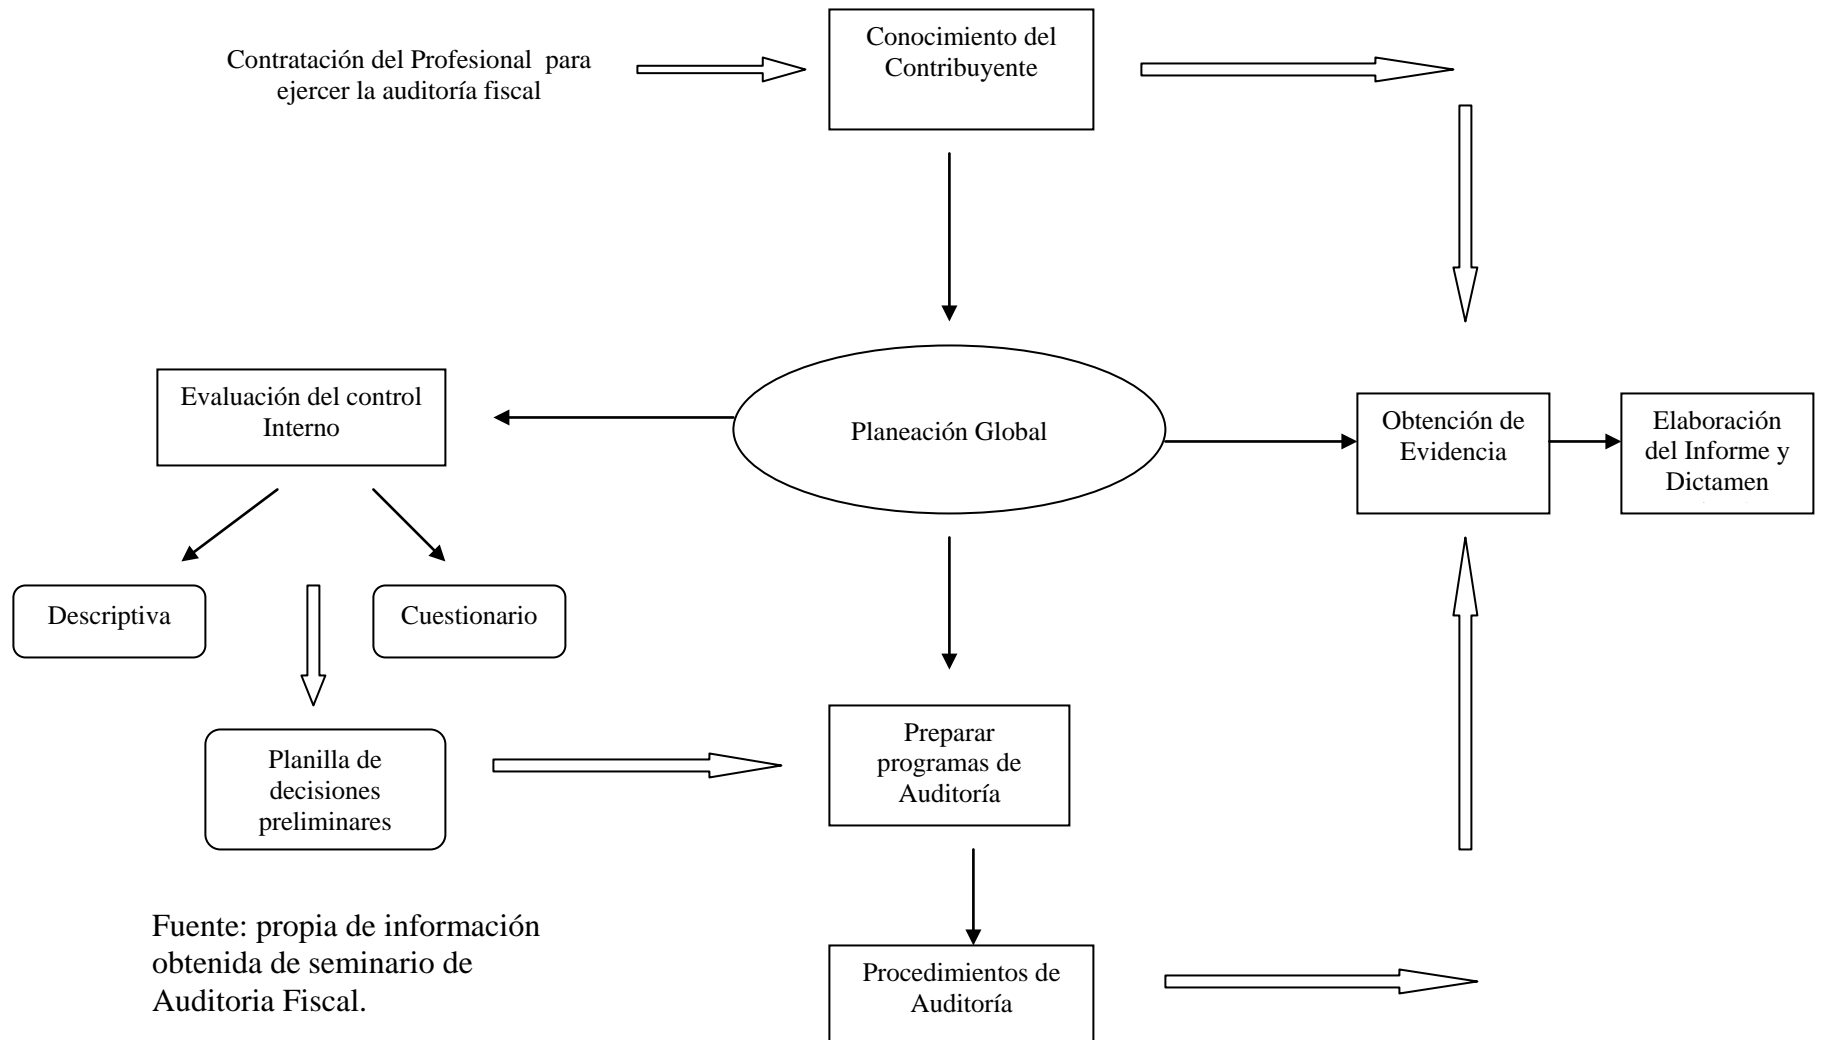 Contratación del Profesional para
ejercer la auditoría fiscal
Conocimiento del
Contribuyente
Evaluación del control
Interno
Planeación Global
Obtención de
Evidencia
Elaboración
del Informe y
Dictamen
Descriptiva
Cuestionario
Planilla de
decisiones
preliminares
Preparar
programas de
Auditoría
Fuente: propia de información
obtenida de seminario de
Auditoria Fiscal.
Procedimientos de
Auditoría